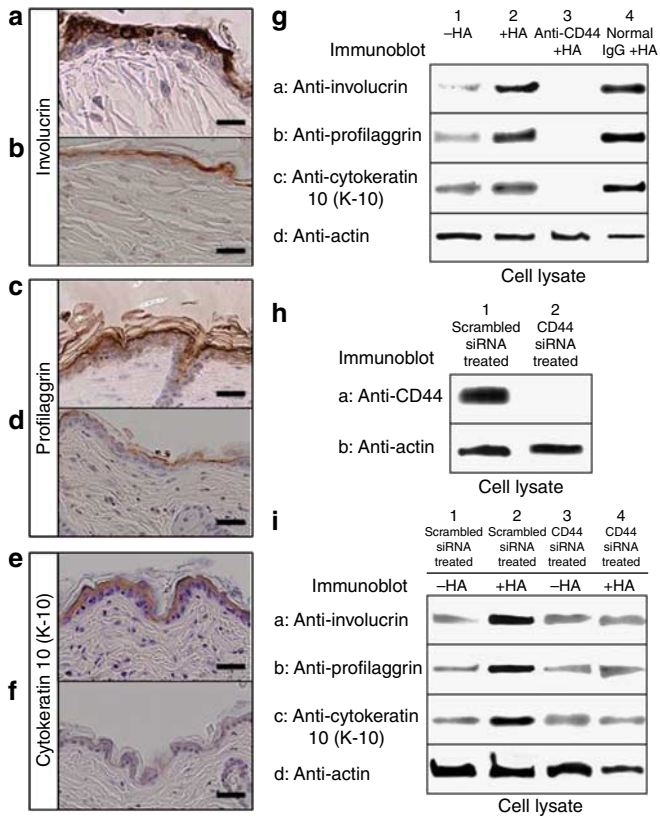 a
b
Involucrin
c
d
Profilaggrin
e
f
Cytokeratin 10 (K-10)
g
1 2 3 4
–HA +HA Anti-CD44 Normal
+HA IgG +HA
Immunoblot
a: Anti-involucrin
b: Anti-profilaggrin
c: Anti-cytokeratin
10 (K-10)
d: Anti-actin
Cell lysate
h
1 2
Scrambled CD44
siRNA siRNA
treated treated
Immunoblot
a: Anti-CD44
b: Anti-actin
Cell lysate
i
1 2 3 4
Scrambled Scrambled CD44 CD44
siRNA siRNA siRNA siRNA
treated treated treated treated
Immunoblot –HA +HA –HA +HA
a: Anti-involucrin
b: Anti-profilaggrin
c: Anti-cytokeratin
10 (K-10)
d: Anti-actin
Cell lysate